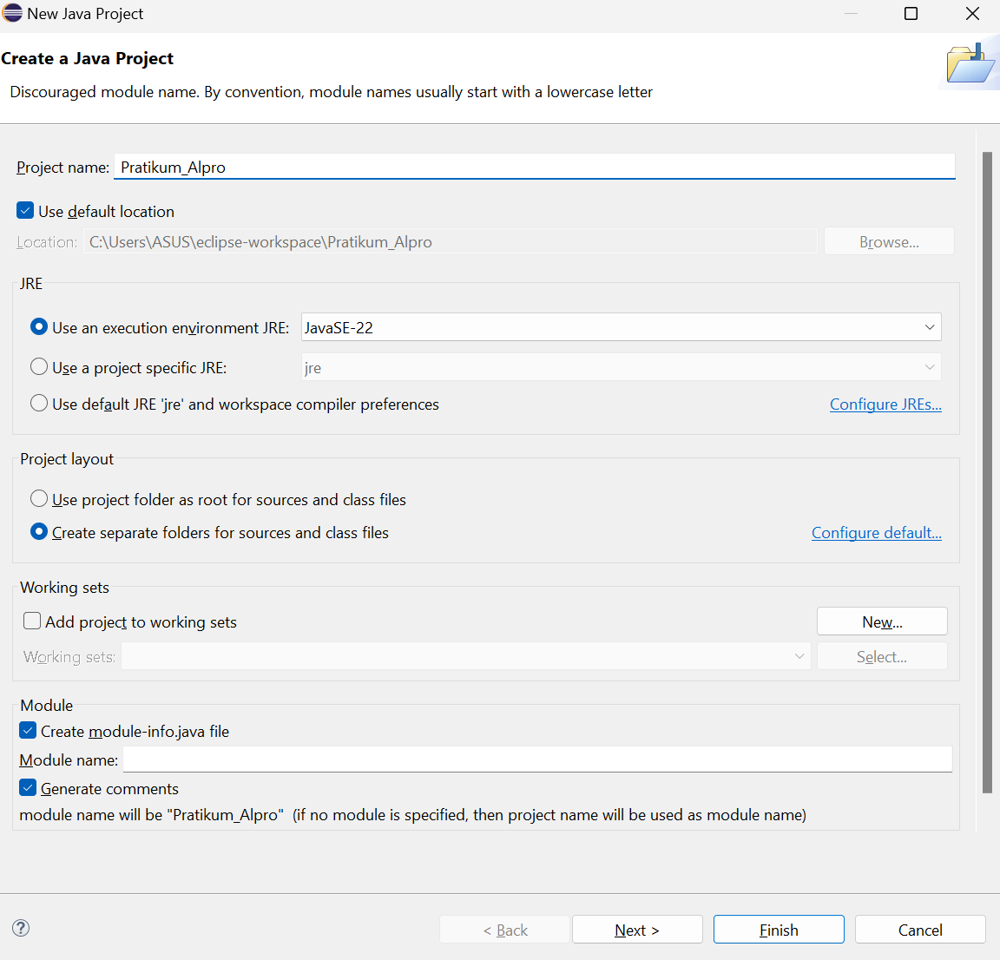 New Java Project
Create a Java Project
Discouraged module name. By convention, module names usually start with a lowercase letter
Project name: Pratikum_Alpro
Use default location
Location: C:\Users\ASUS\eclipse-workspace\Pratikum_Alpro Browse...
JRE
Use an execution environment JRE: JavaSE-22
Use a project specific JRE: jre
Use default JRE 'jre' and workspace compiler preferences Configure JREs...
Project layout
Use project folder as root for sources and class files
Create separate folders for sources and class files Configure default...
Working sets
Add project to working sets New...
Working sets: Select...
Module
Create module-info.java file
Module name:
Generate comments
module name will be "Pratikum_Alpro" (if no module is specified, then project name will be used as module name)
? < Back Next > Finish Cancel